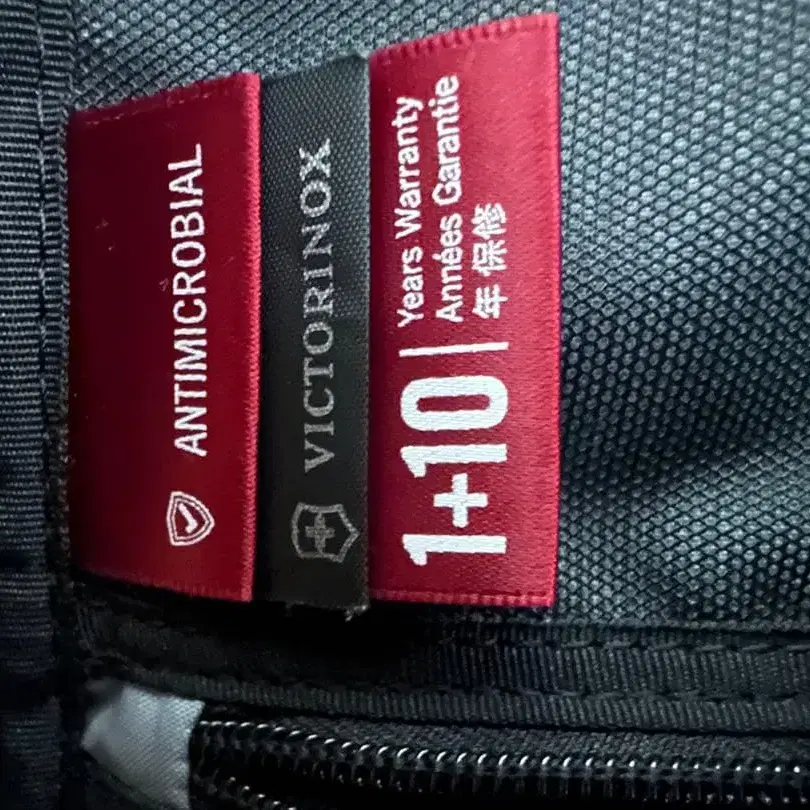 ANTIMICROBIAL
VICTORINOX
1+10
Years Warranty
Années Garantie
年 保修